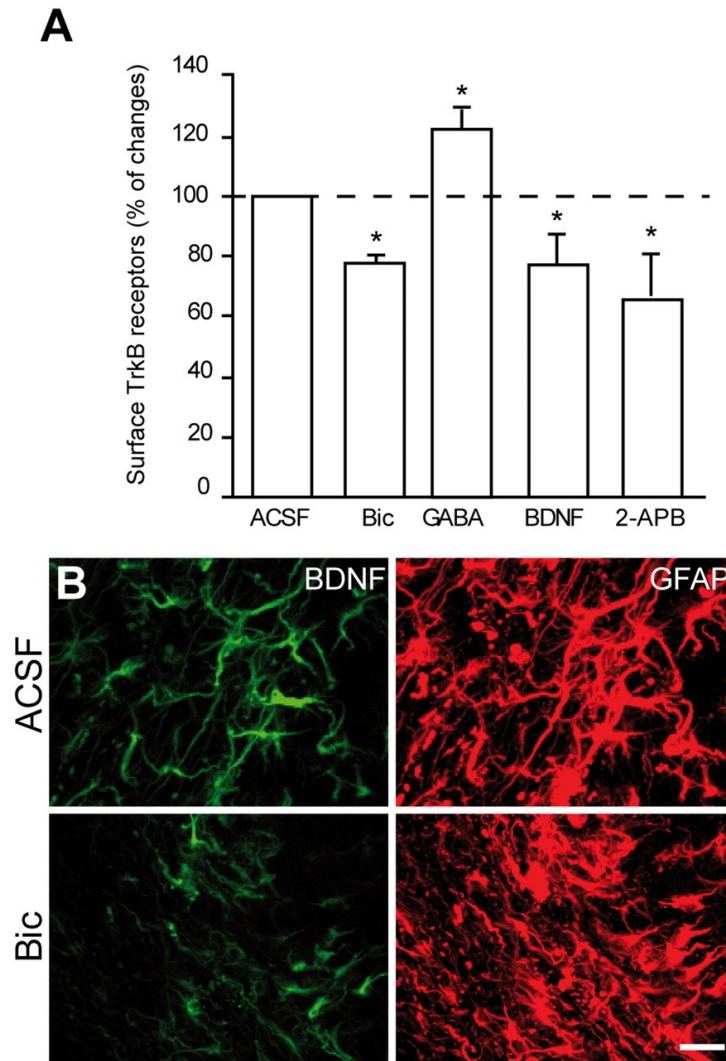 A
Surface TrkB receptors (% of changes)
140
120
100
80
60
40
20
0
*
*
*
*
ACSF Bic GABA BDNF 2-APB
B BDNF GFAP
ACSF
Bic